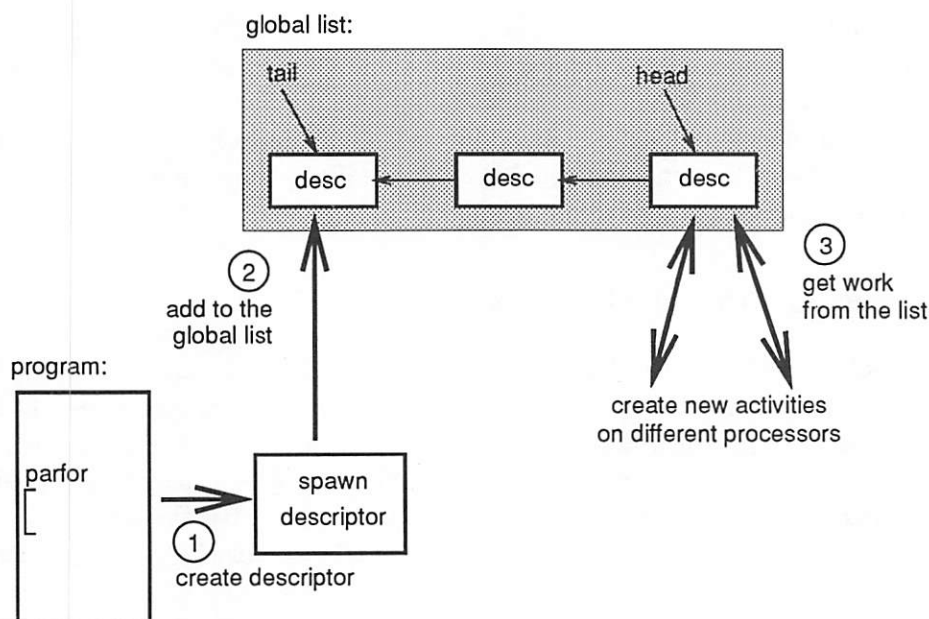 global list:
tail
head
desc
desc
desc
2
add to the
global list
3
get work
from the list
create new activities
on different processors
program:
parfor
spawn
descriptor
1
create descriptor